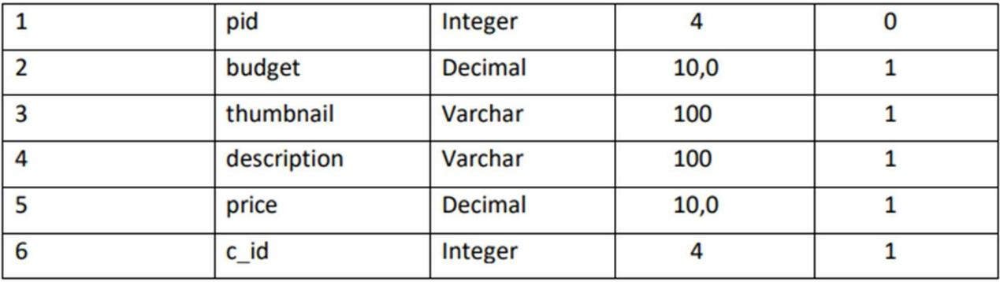 1 pid Integer 4 0
2 budget Decimal 10,0 1
3 thumbnail Varchar 100 1
4 description Varchar 100 1
5 price Decimal 10,0 1
6 c_id Integer 4 1